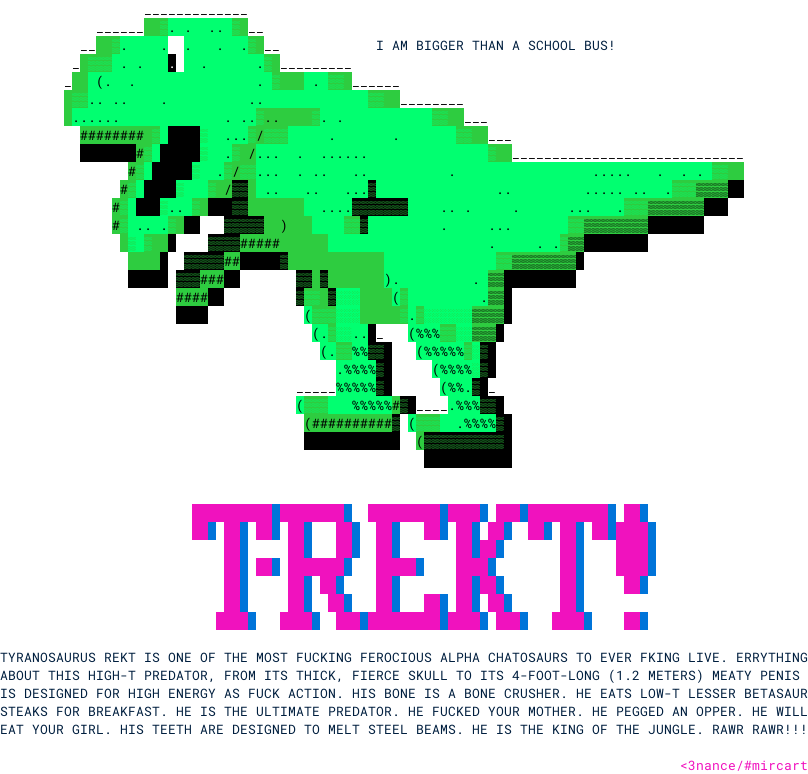 I AM BIGGER THAN A SCHOOL BUS!
T-REKT!
TYRANOSAURUS REKT IS ONE OF THE MOST FUCKING FEROCIOUS ALPHA CHATOSAURS TO EVER FKING LIVE. ERRYTHING
ABOUT THIS HIGH-T PREDATOR, FROM ITS THICK, FIERCE SKULL TO ITS 4-FOOT-LONG (1.2 METERS) MEATY PENIS
IS DESIGNED FOR HIGH ENERGY AS FUCK ACTION. HIS BONE IS A BONE CRUSHER. HE EATS LOW-T LESSER BETASAUR
STEAKS FOR BREAKFAST. HE IS THE ULTIMATE PREDATOR. HE FUCKED YOUR MOTHER. HE PEGGED AN OPPER. HE WILL
EAT YOUR GIRL. HIS TEETH ARE DESIGNED TO MELT STEEL BEAMS. HE IS THE KING OF THE JUNGLE. RAWR RAWR!!!
<3nance/#mircart